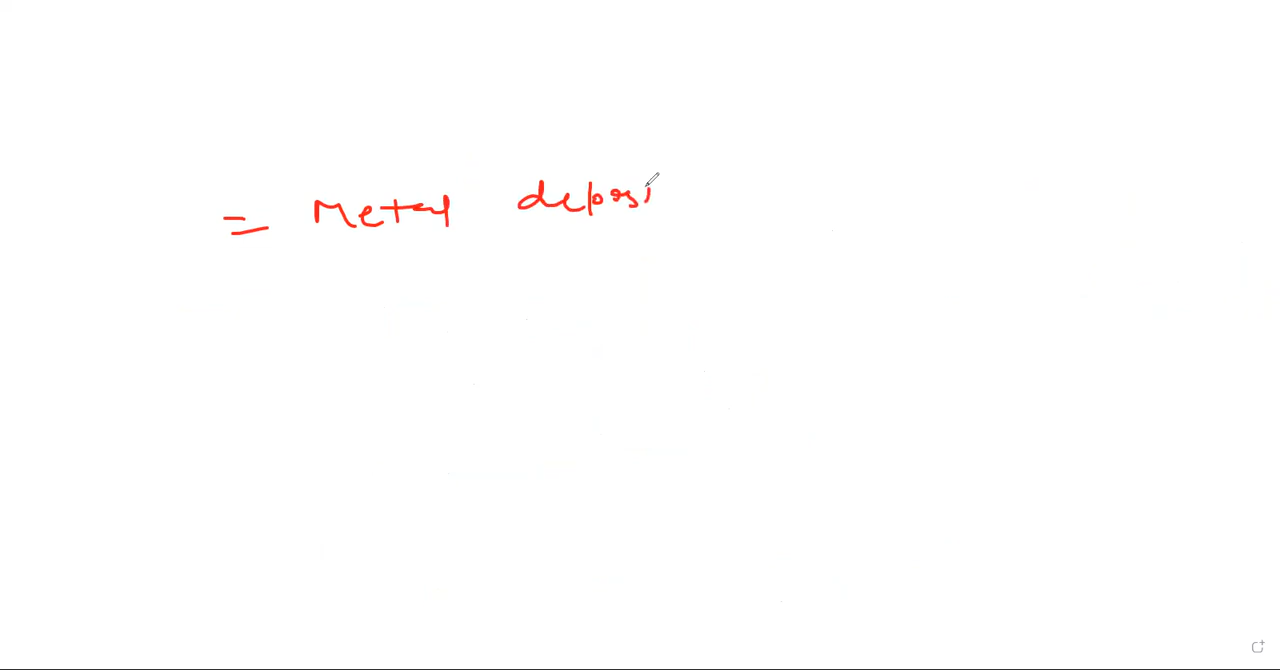 = Metal deposi